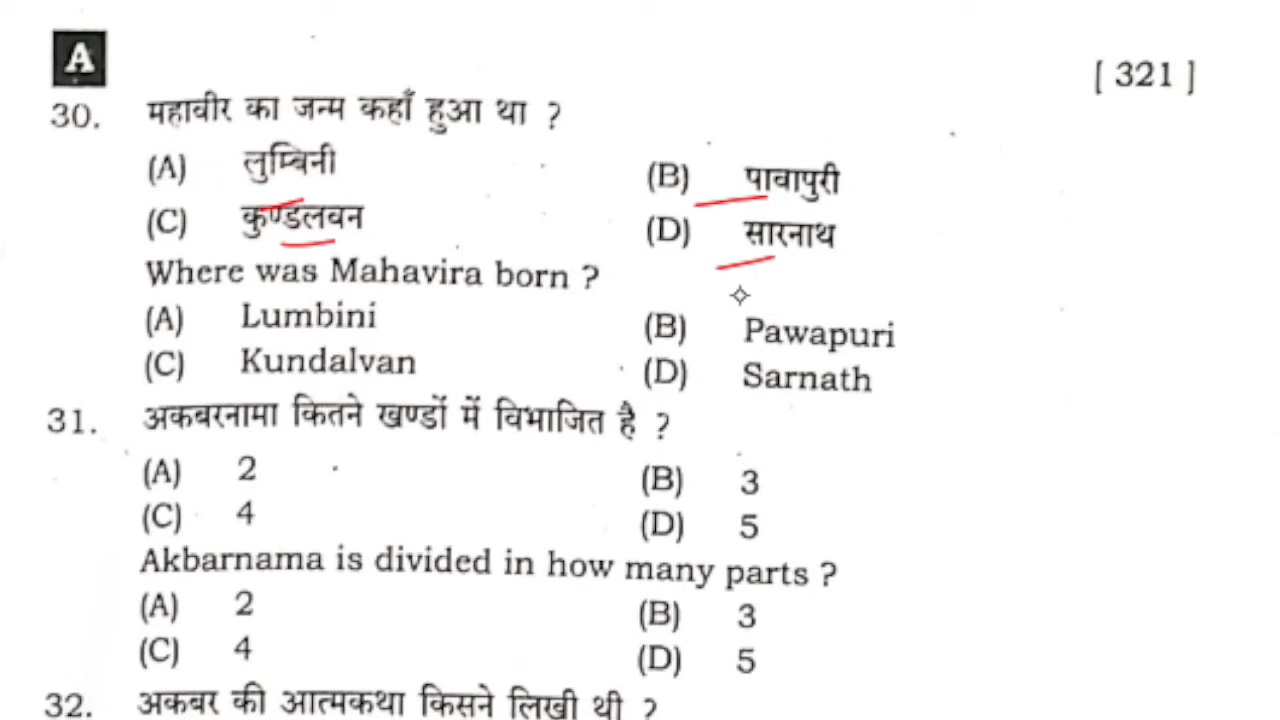 A
[ 321 ]
30. महावीर का जन्म कहाँ हुआ था ?
(A) लुम्बिनी (B) पावापुरी
(C) कुण्डलवन (D) सारनाथ
Where was Mahavira born ?
(A) Lumbini (B) Pawapuri
(C) Kundalvan (D) Sarnath
31. अकबरनामा कितने खण्डों में विभाजित है ?
(A) 2 (B) 3
(C) 4 (D) 5
Akbarnama is divided in how many parts ?
(A) 2 (B) 3
(C) 4 (D) 5
32. अकबर की आत्मकथा किसने लिखी थी ?